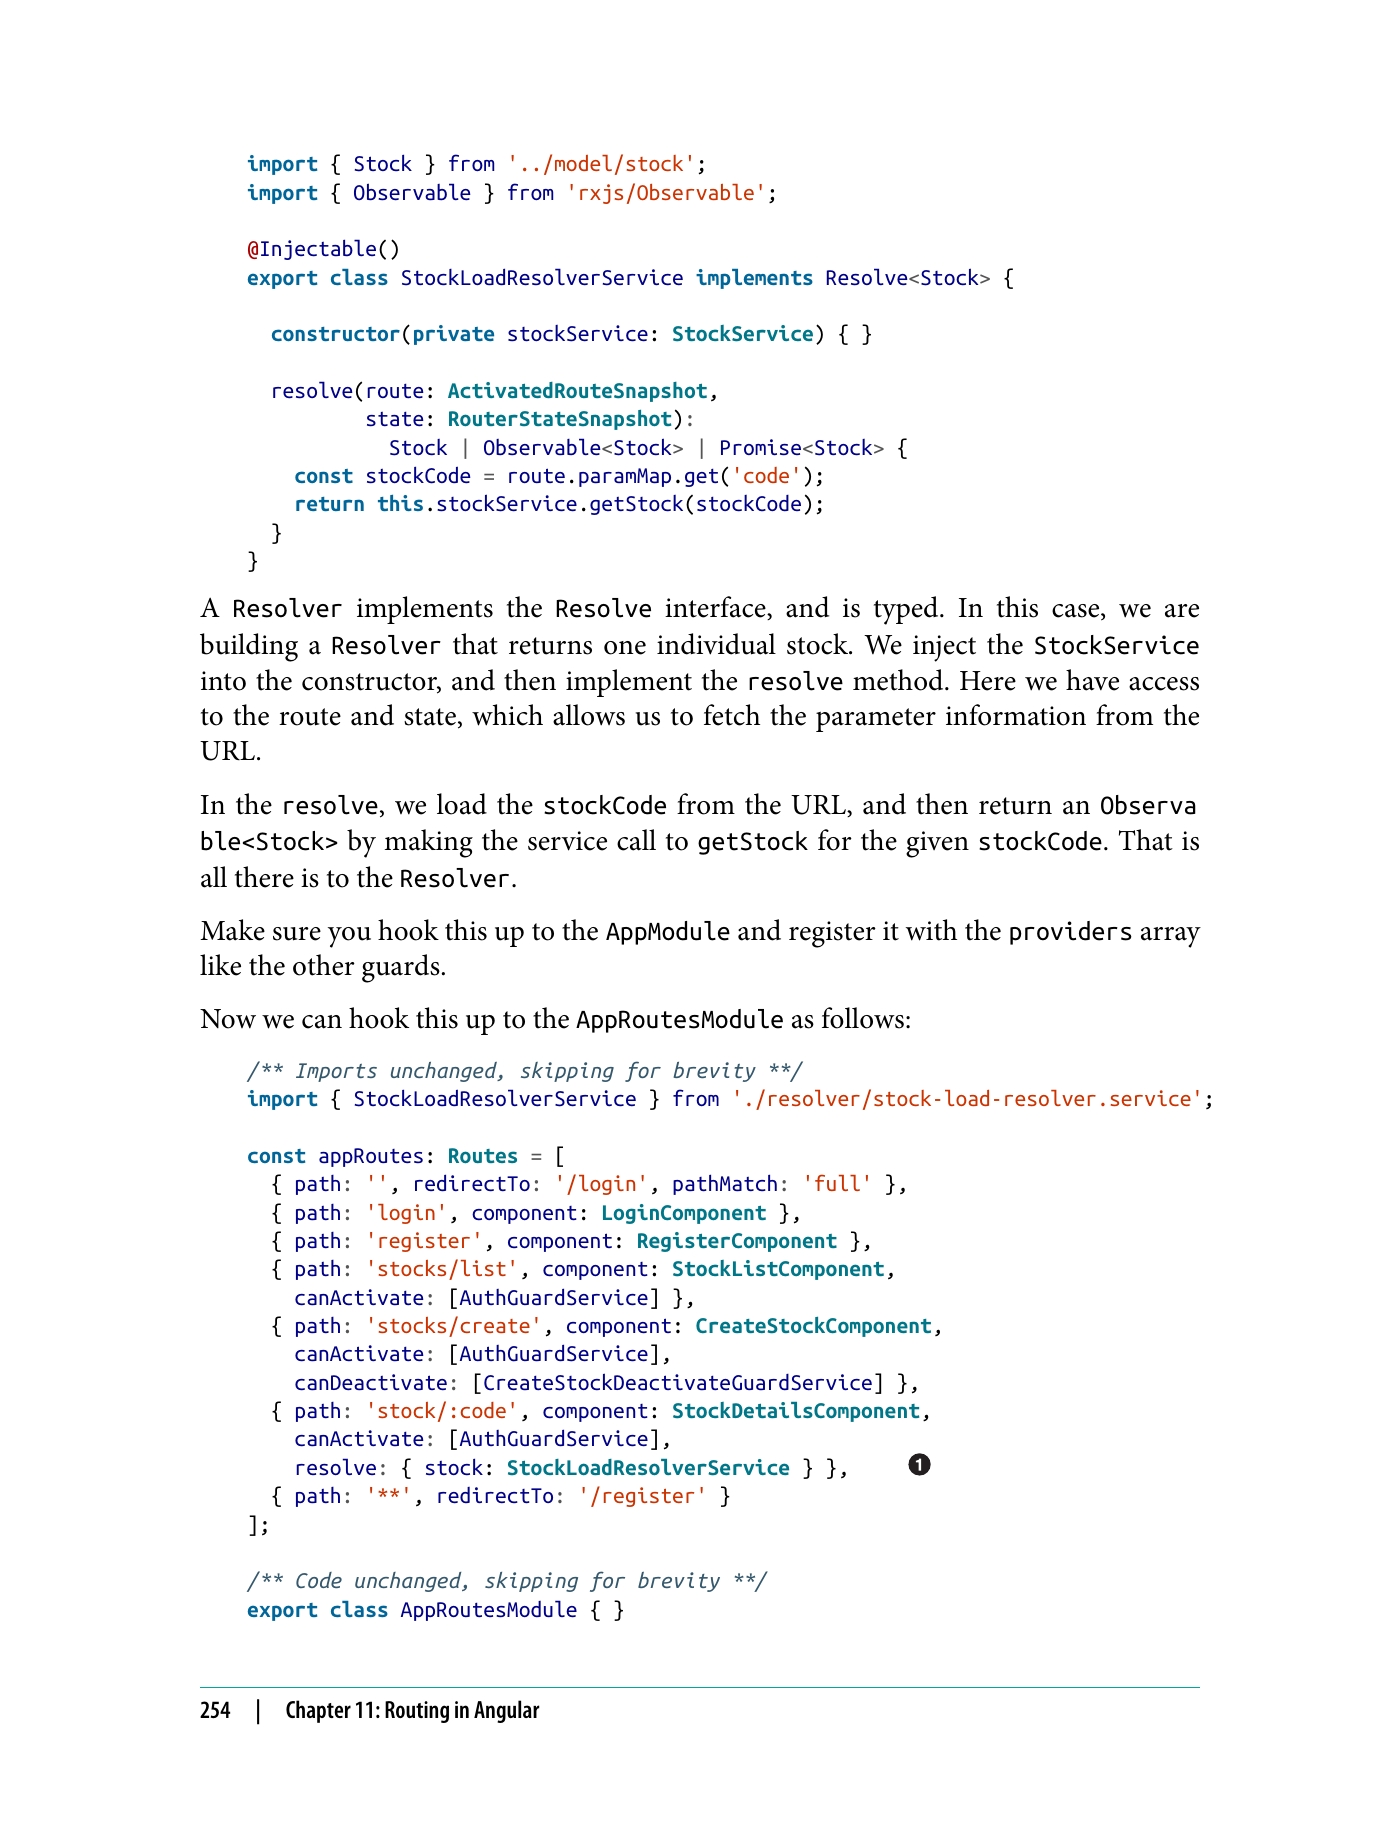 import { Stock } from '../model/stock';
import { Observable } from 'rxjs/Observable';
@Injectable()
export class StockLoadResolverService implements Resolve<Stock> {
constructor(private stockService: StockService) { }
resolve(route: ActivatedRouteSnapshot,
state: RouterStateSnapshot):
Stock | Observable<Stock> | Promise<Stock> {
const stockCode = route.paramMap.get('code');
return this.stockService.getStock(stockCode);
}
}
A Resolver implements the Resolve interface, and is typed. In this case, we are
building a Resolver that returns one individual stock. We inject the StockService
into the constructor, and then implement the resolve method. Here we have access
to the route and state, which allows us to fetch the parameter information from the
URL.
In the resolve, we load the stockCode from the URL, and then return an Observa
ble<Stock> by making the service call to getStock for the given stockCode. That is
all there is to the Resolver.
Make sure you hook this up to the AppModule and register it with the providers array
like the other guards.
Now we can hook this up to the AppRoutesModule as follows:
/** Imports unchanged, skipping for brevity **/
import { StockLoadResolverService } from './resolver/stock-load-resolver.service';
const appRoutes: Routes = [
{ path: '', redirectTo: '/login', pathMatch: 'full' },
{ path: 'login', component: LoginComponent },
{ path: 'register', component: RegisterComponent },
{ path: 'stocks/list', component: StockListComponent,
canActivate: [AuthGuardService] },
{ path: 'stocks/create', component: CreateStockComponent,
canActivate: [AuthGuardService],
canDeactivate: [CreateStockDeactivateGuardService] },
{ path: 'stock/:code', component: StockDetailsComponent,
canActivate: [AuthGuardService],
resolve: { stock: StockLoadResolverService } }, ❶
{ path: '**', redirectTo: '/register' }
];
/** Code unchanged, skipping for brevity **/
export class AppRoutesModule { }
254 | Chapter 11: Routing in Angular